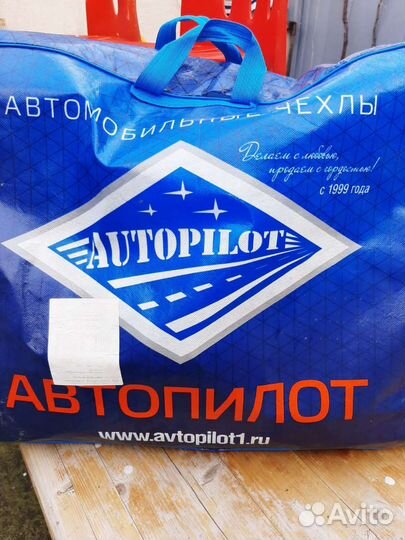 АВТОМОБИЛЬНЫЕ ЧЕХЛЫ
Делаем с любовью,
продаем с гордостью!
с 1999 года
AUTOPILOT
АВТОПИЛОТ
www.avtopilot1.ru
Avito